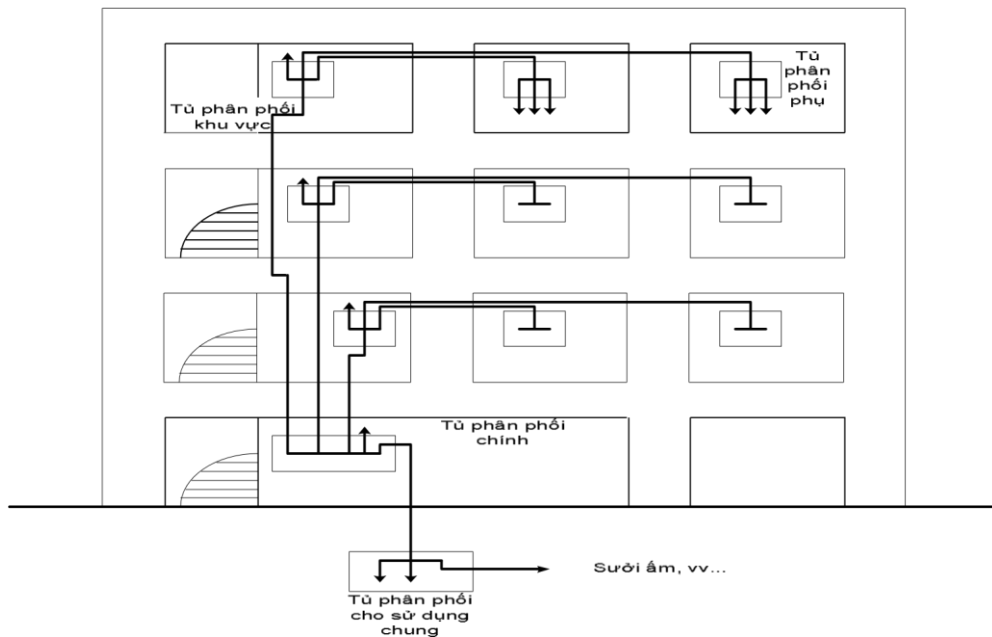 Tủ phân phối
khu vực
Tủ
phân
phối
phụ
Tủ phân phối
chính
Sưởi ấm, vv...
Tủ phân phối
cho sử dụng
chung